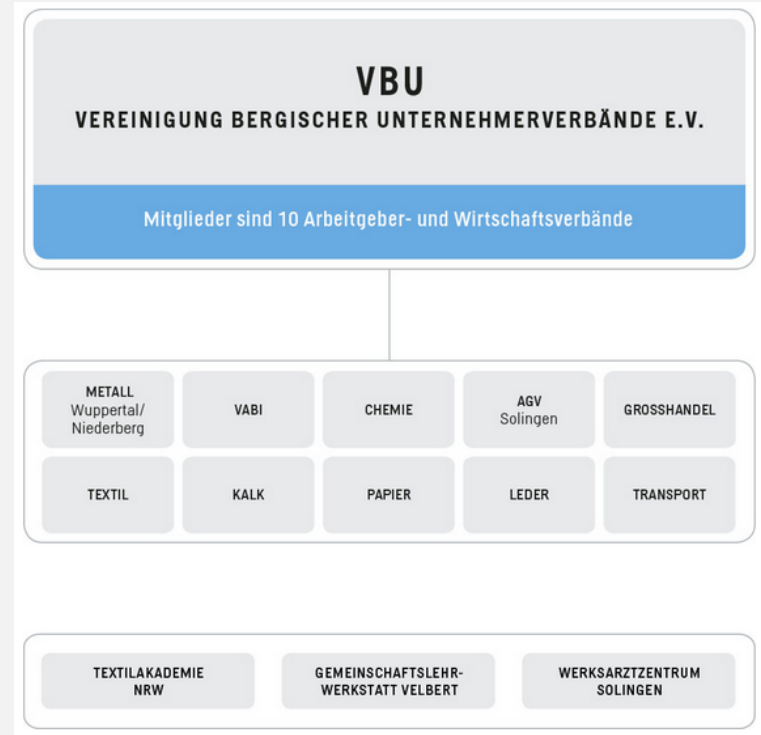 VBU
VEREINIGUNG BERGISCHER UNTERNEHMERVERBÄNDE E.V.
Mitglieder sind 10 Arbeitgeber- und Wirtschaftsverbände
METALL
Wuppertal/
Niederberg
VABI
CHEMIE
AGV
Solingen
GROSSHANDEL
TEXTIL
KALK
PAPIER
LEDER
TRANSPORT
TEXTILAKADEMIE
NRW
GEMEINSCHAFTSLEHR-
WERKSTATT VELBERT
WERKSARZTZENTRUM
SOLINGEN